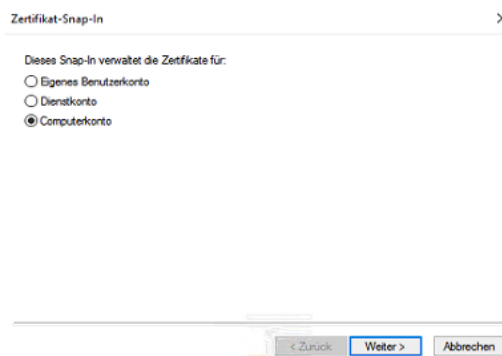 Zertifikat-Snap-In
Dieses Snap-In verwaltet die Zertifikate für:
Eigenes Benutzerkonto
Dienstkonto
Computerkonto
< Zurück Weiter > Abbrechen